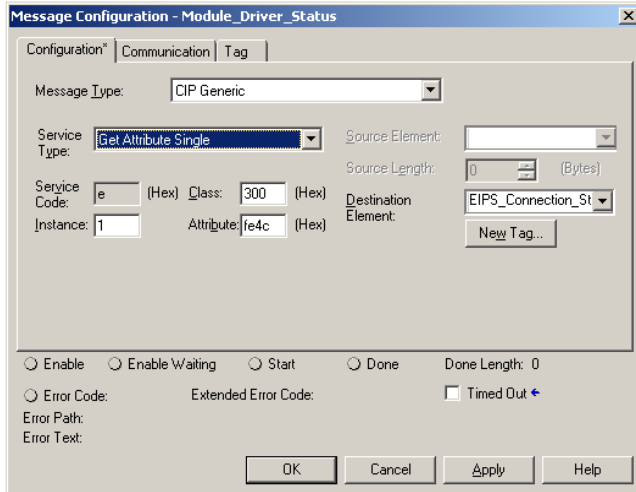 Message Configuration - Module_Driver_Status
Configuration* Communication Tag
Message Type: CIP Generic
Service Type: Get Attribute Single
Source Element:
Source Length: 0 (Bytes)
Service Code: e (Hex) Class: 300 (Hex)
Destination Element: EIPS_Connection_St
Instance: 1 Attribute: fe4c (Hex)
New Tag...
Enable Enable Waiting Start Done Done Length: 0
Error Code: Extended Error Code: Timed Out
Error Path:
Error Text:
OK Cancel Apply Help